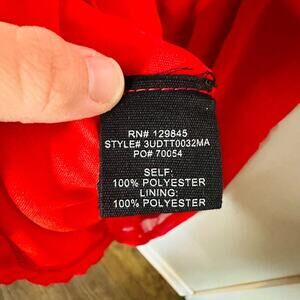 RN# 129845
STYLE# 3UDTT0032MA
PO# 70054
SELF:
100% POLYESTER
LINING:
100% POLYESTER